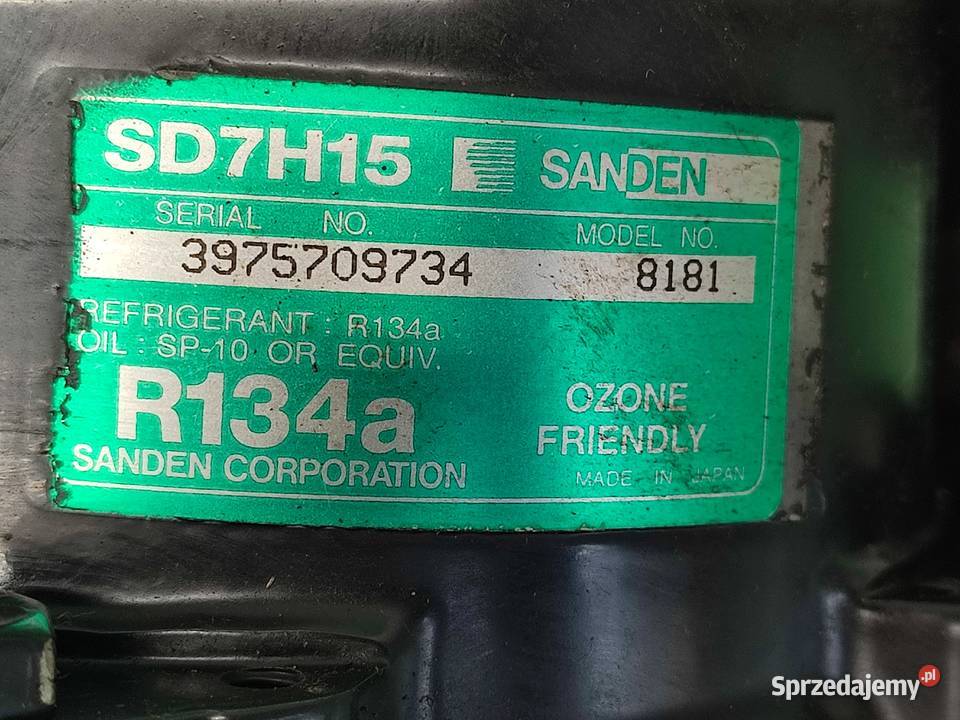 SD7H15 SANDEN
SERIAL NO. MODEL NO.
3975709734 8181
REFRIGERANT : R134a
OIL : SP-10 OR EQUIV.
R134a
OZONE
FRIENDLY
SANDEN CORPORATION
MADE IN JAPAN
Sprzedajemy.pl